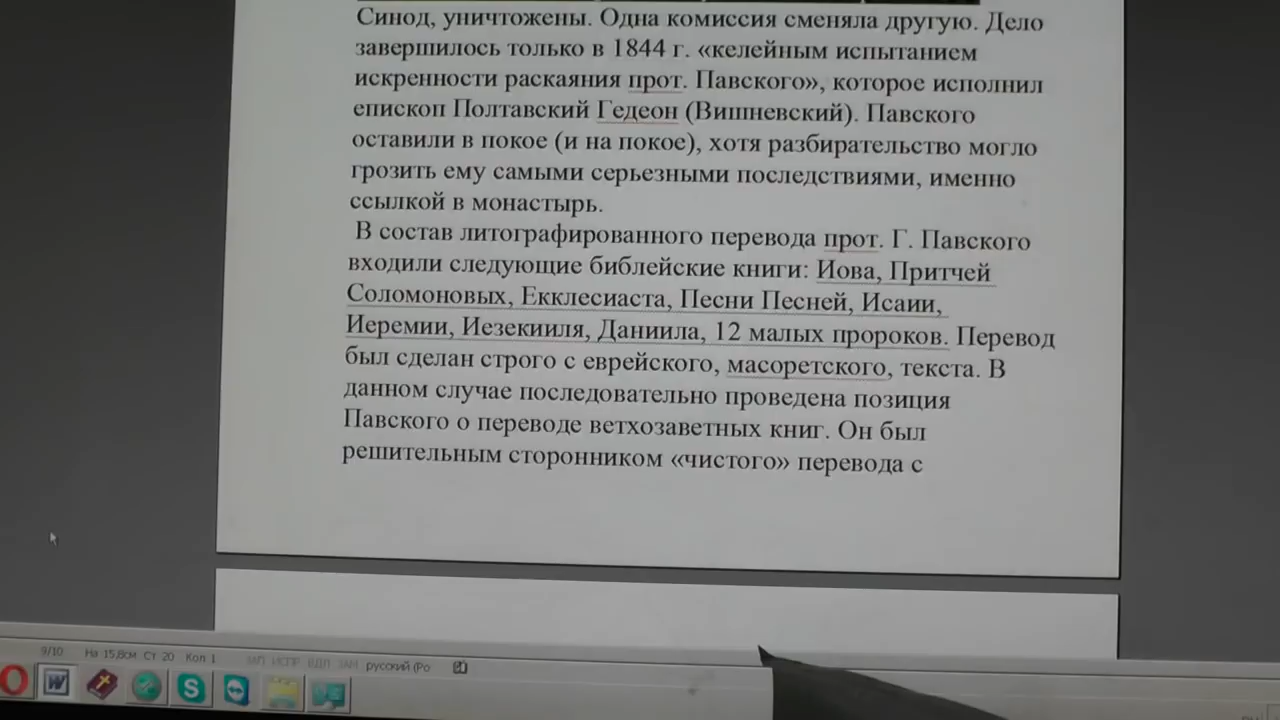 Синод, уничтожены. Одна комиссия сменяла другую. Дело
завершилось только в 1844 г. «келейным испытанием
искренности раскаяния прот. Павского», которое исполнил
епископ Полтавский Гедеон (Вишневский). Павского
оставили в покое (и на покое), хотя разбирательство могло
грозить ему самыми серьезными последствиями, именно
ссылкой в монастырь.
В состав литографированного перевода прот. Г. Павского
входили следующие библейские книги: Иова, Притчей
Соломоновых, Екклесиаста, Песни Песней, Исаии,
Иеремии, Иезекииля, Даниила, 12 малых пророков. Перевод
был сделан строго с еврейского, масоретского, текста. В
данном случае последовательно проведена позиция
Павского о переводе ветхозаветных книг. Он был
решительным сторонником «чистого» перевода с
9/10 На 15,8см Ст 20 Кол 1 ЗАП ИСПР ВДЛ ЗАМ русский (Ро